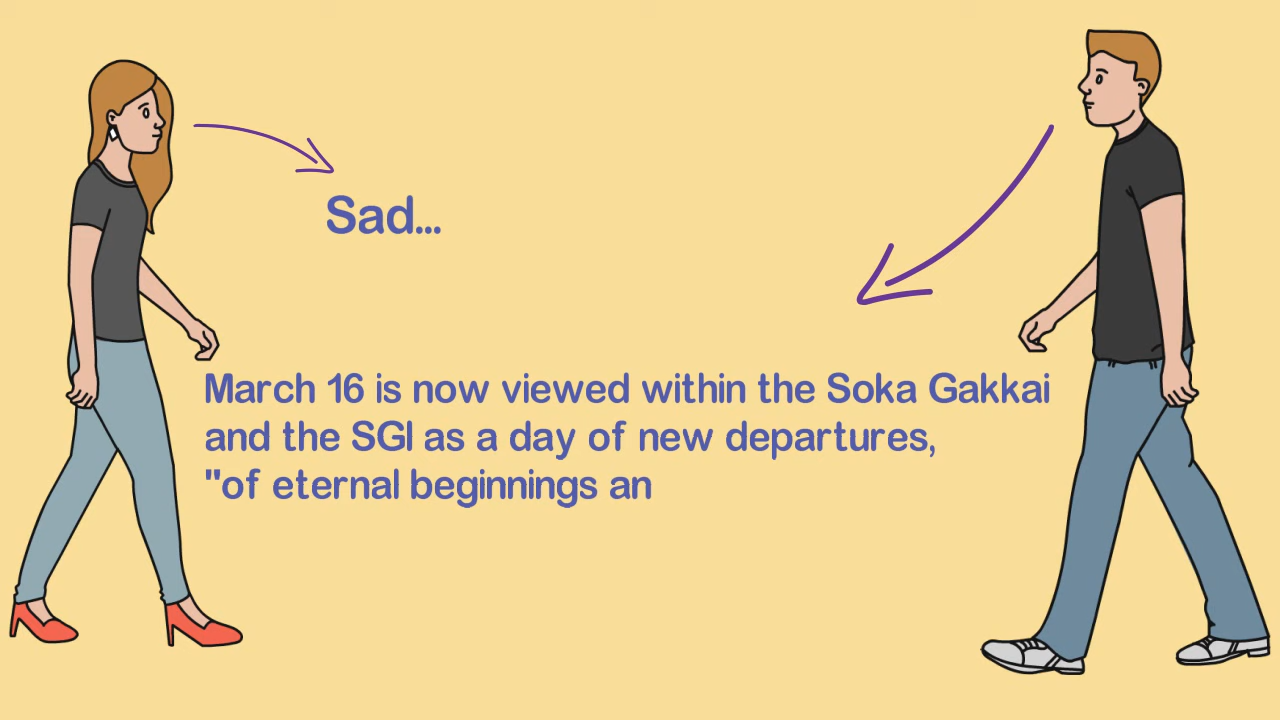 Sad...
March 16 is now viewed within the Soka Gakkai
and the SGI as a day of new departures,
"of eternal beginnings an